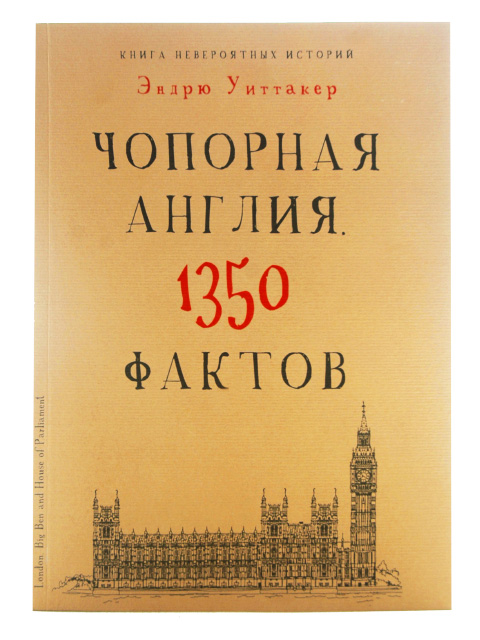 КНИГА НЕВЕРОЯТНЫХ ИСТОРИЙ
Эндрю Уиттакер
ЧОПОРНАЯ
АНГЛИЯ.
1350
ФАКТОВ
London. Big Ben and House of Parliament